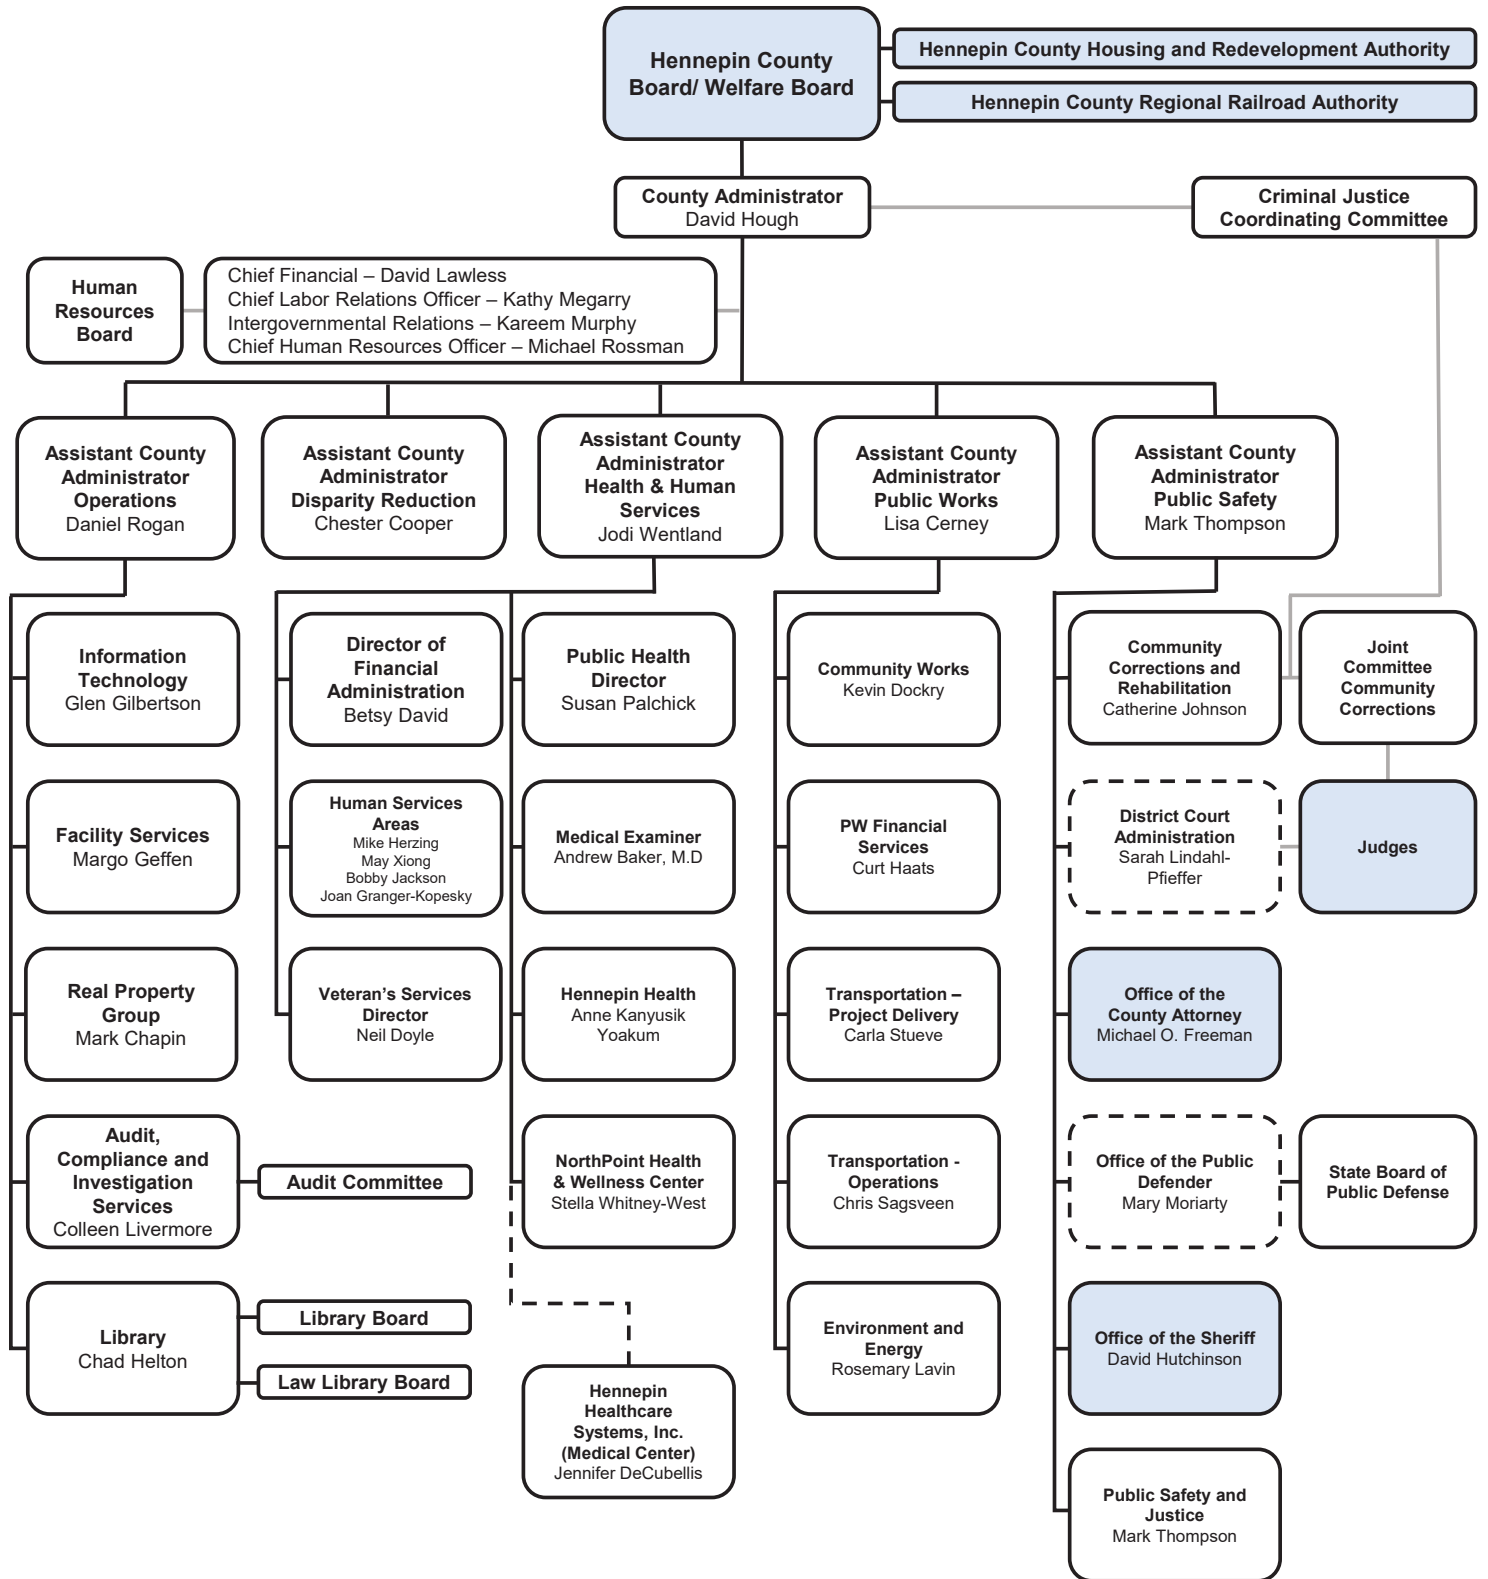 Hennepin County
Board/ Welfare Board
Hennepin County Housing and Redevelopment Authority
Hennepin County Regional Railroad Authority
County Administrator
David Hough
Criminal Justice
Coordinating Committee
Human
Resources
Board
Chief Financial – David Lawless
Chief Labor Relations Officer – Kathy Megarry
Intergovernmental Relations – Kareem Murphy
Chief Human Resources Officer – Michael Rossman
Assistant County
Administrator
Operations
Daniel Rogan
Assistant County
Administrator
Disparity Reduction
Chester Cooper
Assistant County
Administrator
Health & Human
Services
Jodi Wentland
Assistant County
Administrator
Public Works
Lisa Cerney
Assistant County
Administrator
Public Safety
Mark Thompson
Information
Technology
Glen Gilbertson
Director of
Financial
Administration
Betsy David
Public Health
Director
Susan Palchick
Community Works
Kevin Dockry
Community
Corrections and
Rehabilitation
Catherine Johnson
Joint
Committee
Community
Corrections
Facility Services
Margo Geffen
Human Services
Areas
Mike Herzing
May Xiong
Bobby Jackson
Joan Granger-Kopesky
Medical Examiner
Andrew Baker, M.D
PW Financial
Services
Curt Haats
District Court
Administration
Sarah Lindahl-
Pfieffer
Judges
Real Property
Group
Mark Chapin
Veteran’s Services
Director
Neil Doyle
Hennepin Health
Anne Kanyusik
Yoakum
Transportation –
Project Delivery
Carla Stueve
Office of the
County Attorney
Michael O. Freeman
Audit,
Compliance and
Investigation
Services
Colleen Livermore
Audit Committee
NorthPoint Health
& Wellness Center
Stella Whitney-West
Transportation -
Operations
Chris Sagsveen
Office of the Public
Defender
Mary Moriarty
State Board of
Public Defense
Library
Chad Helton
Library Board
Law Library Board
Hennepin
Healthcare
Systems, Inc.
(Medical Center)
Jennifer DeCubellis
Environment and
Energy
Rosemary Lavin
Office of the Sheriff
David Hutchinson
Public Safety and
Justice
Mark Thompson